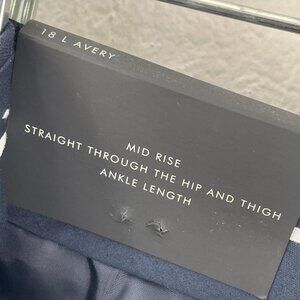 18 L AVERY
MID RISE
STRAIGHT THROUGH THE HIP AND THIGH
ANKLE LENGTH